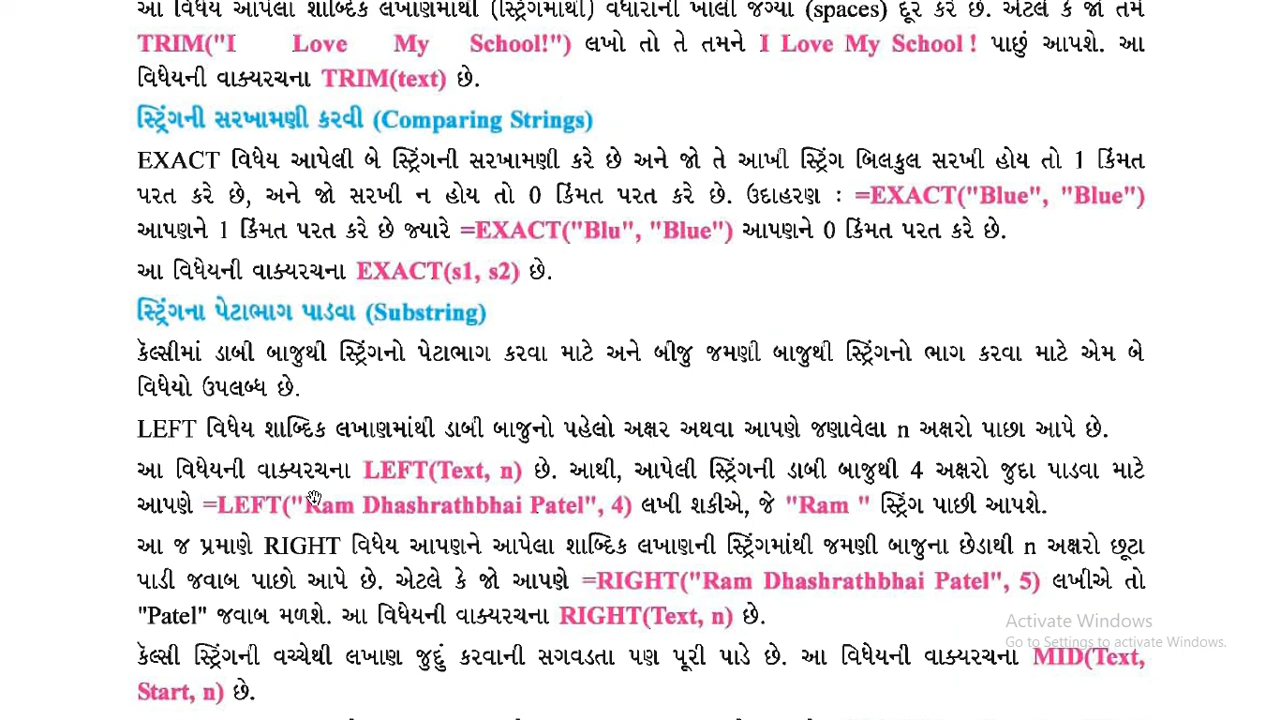 આ વિધેય આપેલા શાબ્દિક લખાણમાંથી (સ્ટ્રિંગમાંથી) વધારાની ખાલી જગ્યા (spaces) દૂર કરે છે. એટલે કે જો તમે
TRIM("I Love My School!") લખો તો તે તમને I Love My School ! પાછું આપશે. આ
વિધેયની વાક્યરચના TRIM(text) છે.
સ્ટ્રિંગની સરખામણી કરવી (Comparing Strings)
EXACT વિધેય આપેલી બે સ્ટ્રિંગની સરખામણી કરે છે અને જો તે આખી સ્ટ્રિંગ બિલકુલ સરખી હોય તો 1 કિંમત
પરત કરે છે, અને જો સરખી ન હોય તો 0 કિંમત પરત કરે છે. ઉદાહરણ : =EXACT("Blue", "Blue")
આપણને 1 કિંમત પરત કરે છે જ્યારે =EXACT("Blu", "Blue") આપણને 0 કિંમત પરત કરે છે.
આ વિધેયની વાક્યરચના EXACT(s1, s2) છે.
સ્ટ્રિંગના પેટાભાગ પાડવા (Substring)
કૅલ્સીમાં ડાબી બાજુથી સ્ટ્રિંગનો પેટાભાગ કરવા માટે અને બીજુ જમણી બાજુથી સ્ટ્રિંગનો ભાગ કરવા માટે એમ બે
વિધેયો ઉપલબ્ધ છે.
LEFT વિધેય શાબ્દિક લખાણમાંથી ડાબી બાજુનો પહેલો અક્ષર અથવા આપણે જણાવેલા n અક્ષરો પાછા આપે છે.
આ વિધેયની વાક્યરચના LEFT(Text, n) છે. આથી, આપેલી સ્ટ્રિંગની ડાબી બાજુથી 4 અક્ષરો જુદા પાડવા માટે
આપણે =LEFT("Ram Dhashrathbhai Patel", 4) લખી શકીએ, જે "Ram " સ્ટ્રિંગ પાછી આપશે.
આ જ પ્રમાણે RIGHT વિધેય આપણને આપેલા શાબ્દિક લખાણની સ્ટ્રિંગમાંથી જમણી બાજુના છેડાથી n અક્ષરો છૂટા
પાડી જવાબ પાછો આપે છે. એટલે કે જો આપણે =RIGHT("Ram Dhashrathbhai Patel", 5) લખીએ તો
"Patel" જવાબ મળશે. આ વિધેયની વાક્યરચના RIGHT(Text, n) છે.
કૅલ્સી સ્ટ્રિંગની વચ્ચેથી લખાણ જુદું કરવાની સગવડતા પણ પૂરી પાડે છે. આ વિધેયની વાક્યરચના MID(Text,
Start, n) છે.
Activate Windows
Go to Settings to activate Windows.